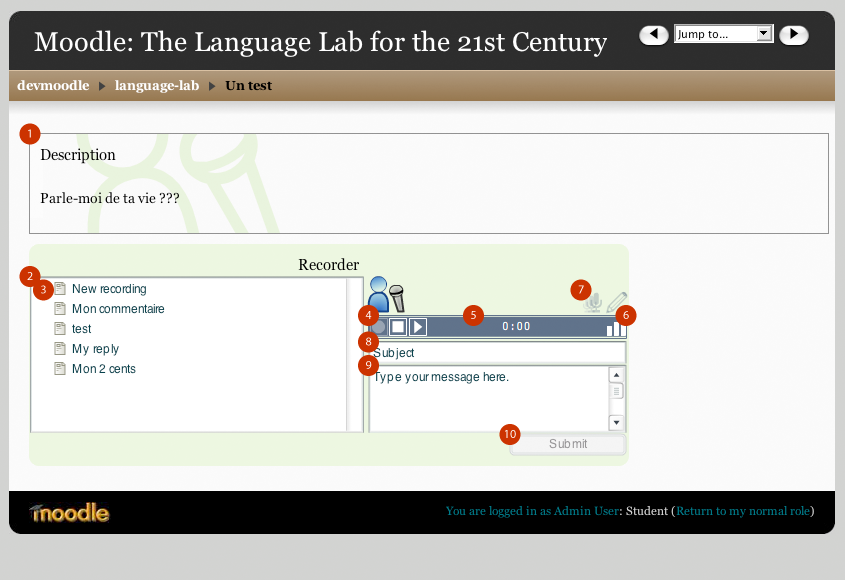 Moodle: The Language Lab for the 21st Century
Jump to...
devmoodle language-lab Un test
1
Description
Parle-moi de ta vie ???
Recorder
2
3 New recording
7
Mon commentaire
4 5 0:00 6
test
8 Subject
My reply
9 Type your message here.
Mon 2 cents
10 Submit
moodle You are logged in as Admin User: Student (Return to my normal role)